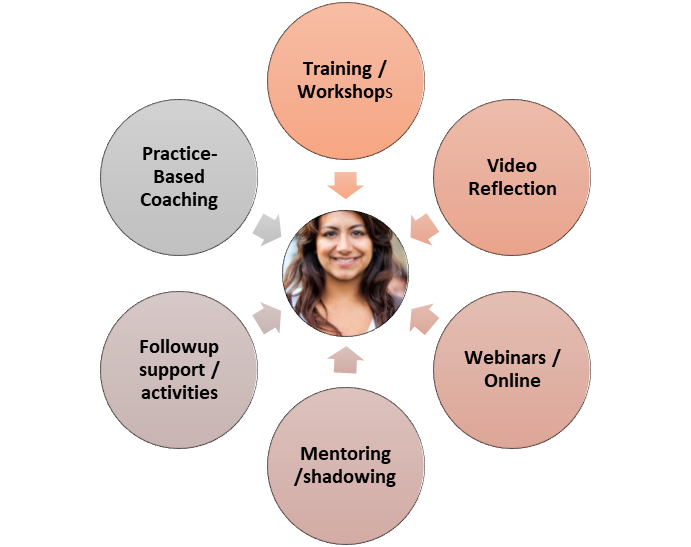 Training /
Workshops
Video
Reflection
Webinars /
Online
Mentoring
/shadowing
Followup
support /
activities
Practice-
Based
Coaching